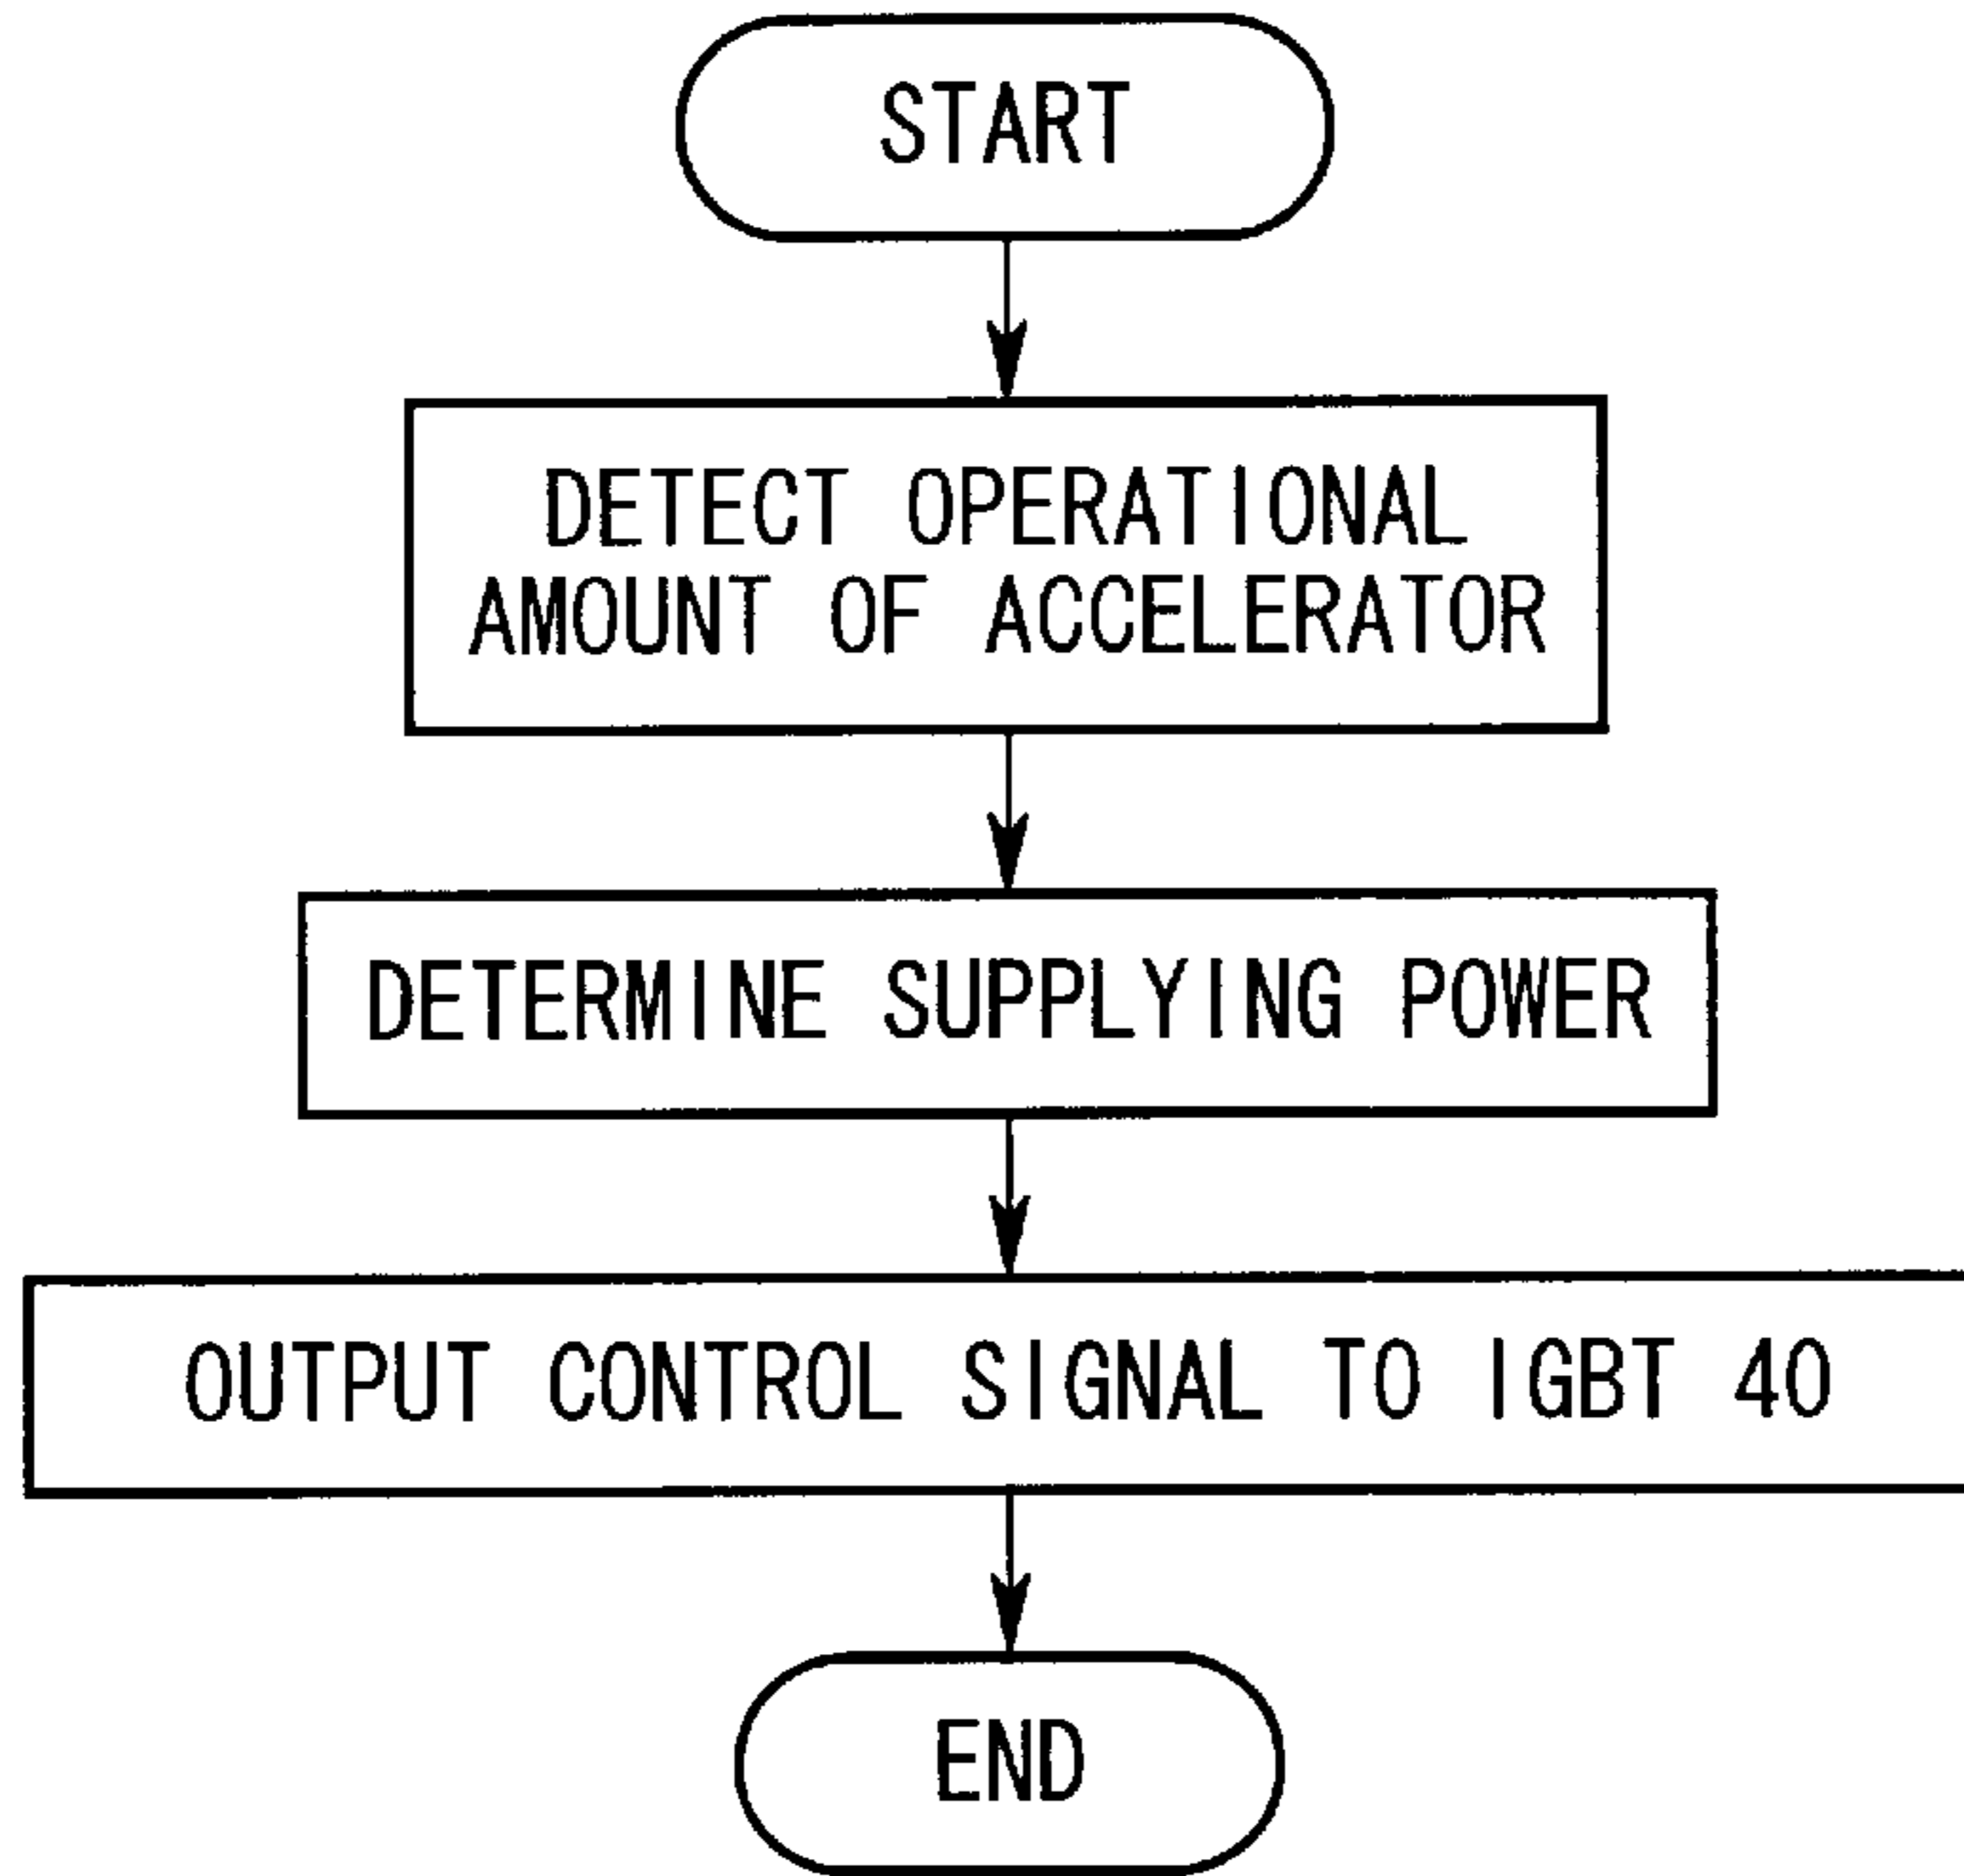 START
DETECT OPERATIONAL
AMOUNT OF ACCELERATOR
DETERMINE SUPPLYING POWER
OUTPUT CONTROL SIGNAL TO IGBT 40
END